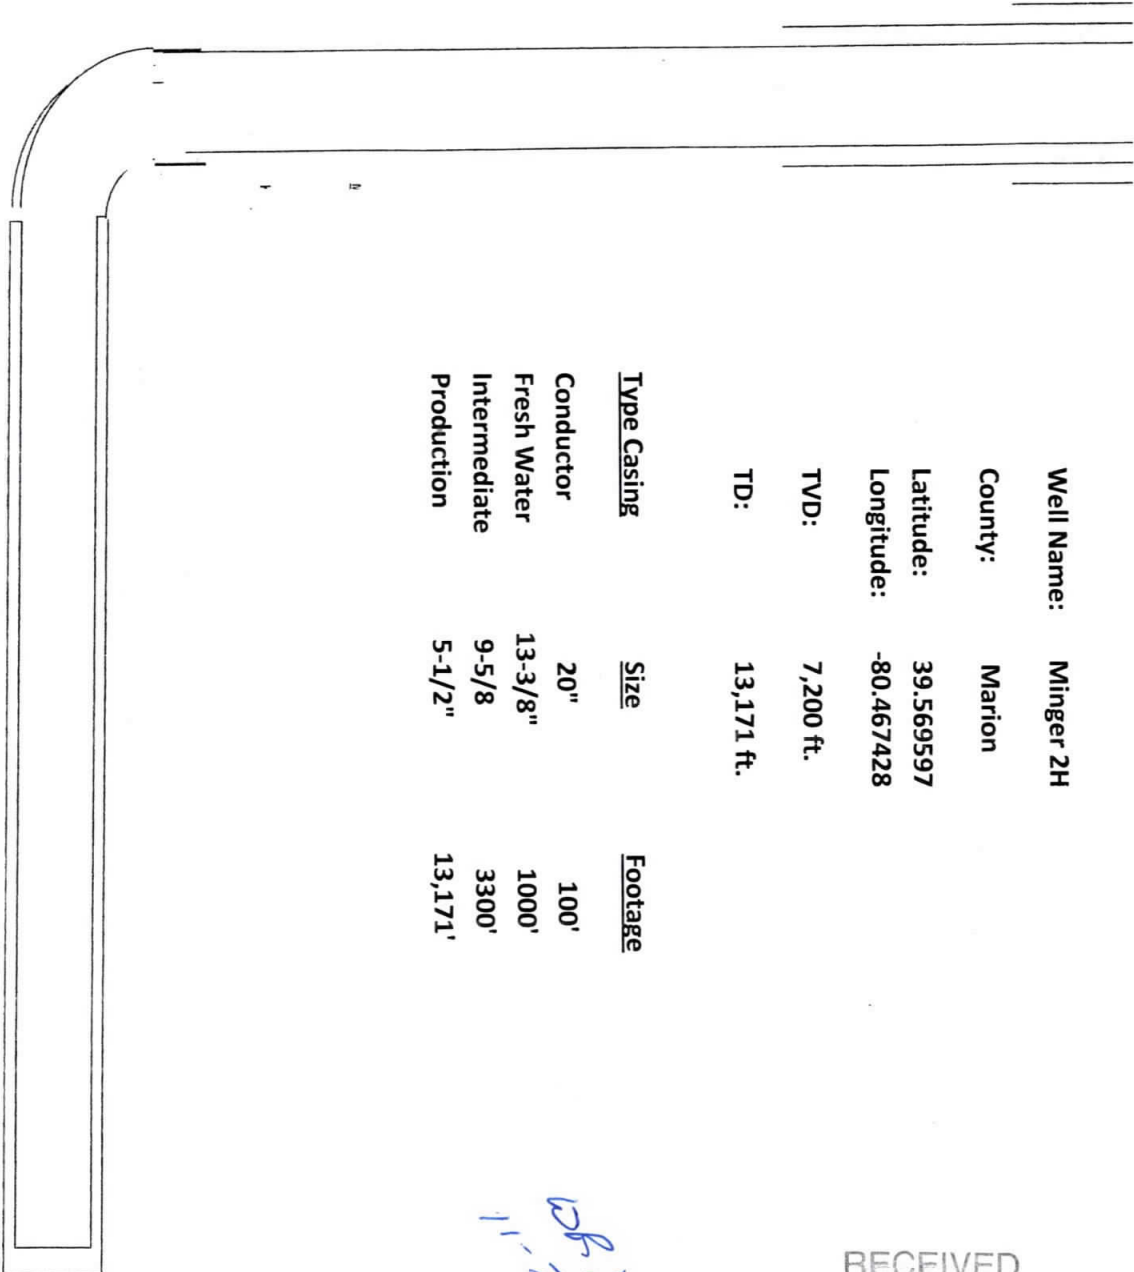 Well Name: Minger 2H
County: Marion
Latitude: 39.569597
Longitude: -80.467428
TVD: 7,200 ft.
TD: 13,171 ft.
Type Casing Size Footage
Conductor 20" 100'
Fresh Water 13-3/8" 1000'
Intermediate 9-5/8 3300'
Production 5-1/2" 13,171'
RECEIVED